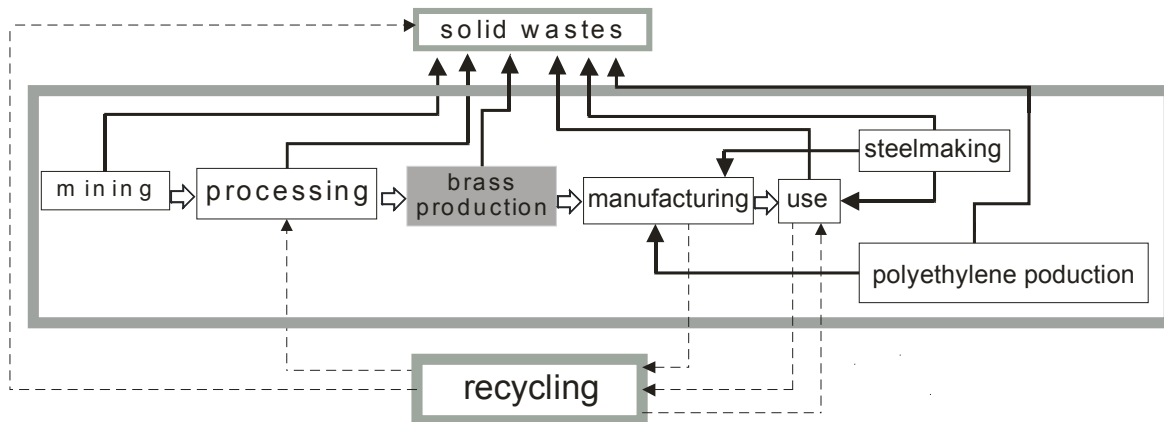 solid wastes
steelmaking
mining
processing
brass
production
manufacturing
use
polyethylene poduction
recycling